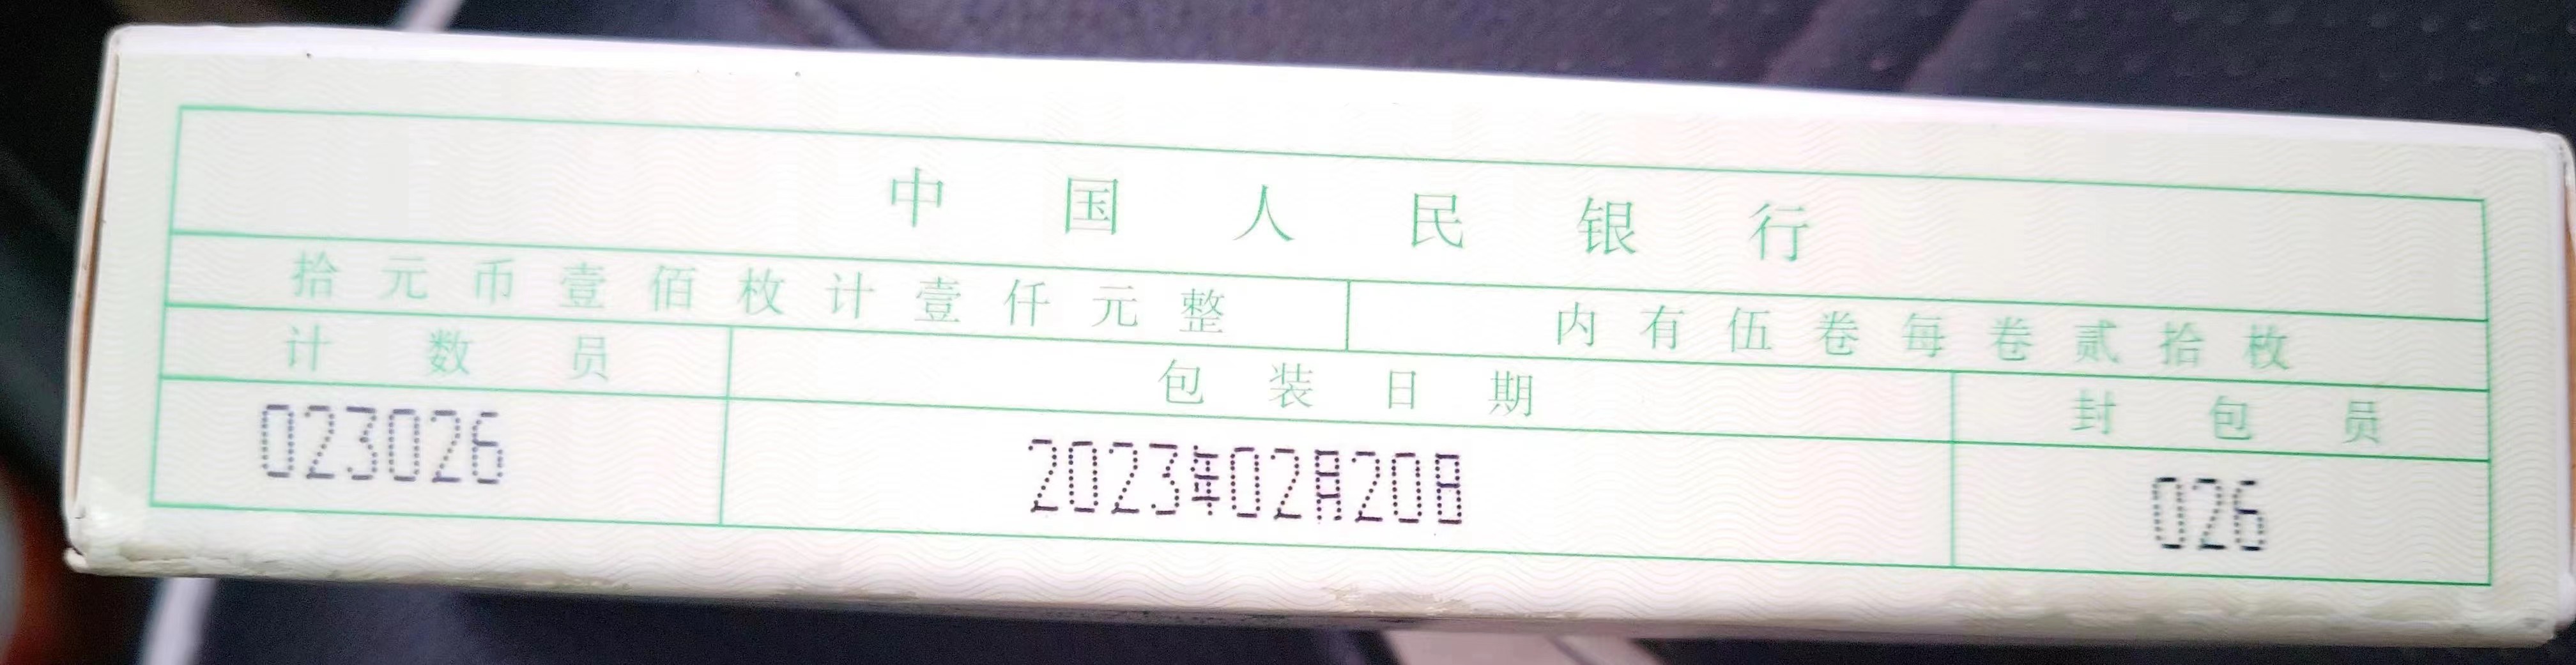 中国人民银行
拾元币壹佰枚计壹仟元整 内有伍卷每卷贰拾枚
计数员 包装日期 封包员
023026 2023年02月20日 026